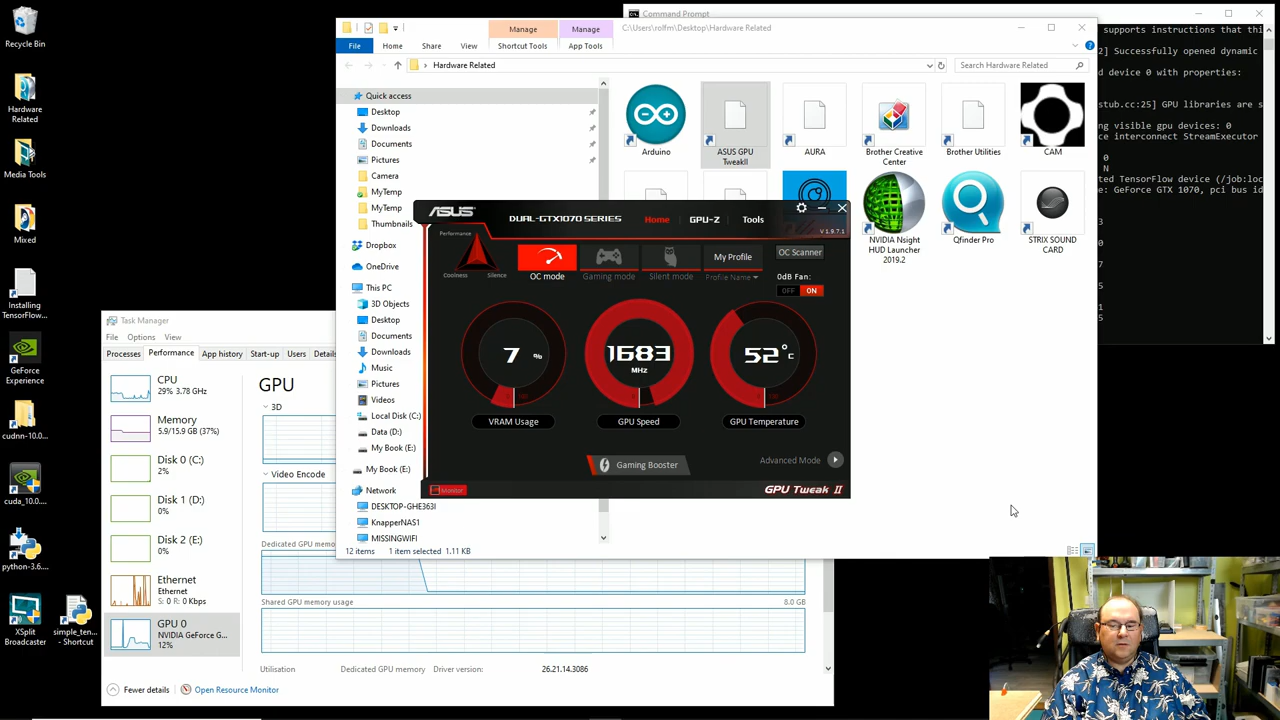 Recycle Bin
Hardware
Related
Media Tools
Mixed
Installing
TensorFlow...
GeForce
Experience
cudnn-10.0...
cuda_10.0...
python-3.6...
XSplit
Broadcaster
simple_ten...
- Shortcut
Command Prompt
supports instructions that thi
] Successfully opened dynamic
ed device 0 with properties:
stub.cc:25] GPU libraries are s
ng visible gpu devices: 0
ce interconnect StreamExecutor
0
N
ted TensorFlow device (/job:loc
e: GeForce GTX 1070, pci bus id
Manage
Manage
C:\Users\rolfm\Desktop\Hardware Related
File
Home
Share
View
Shortcut Tools
App Tools
Hardware Related
Search Hardware Related
Quick access
Desktop
Downloads
Documents
Pictures
Camera
MyTemp
MyTemp
Thumbnails
Dropbox
OneDrive
This PC
3D Objects
Desktop
Documents
Downloads
Music
Pictures
Videos
Local Disk (C:)
Data (D:)
My Book (E:)
My Book (E:)
Network
DESKTOP-GHE363I
KnapperNAS1
MISSINGWIFI
12 items
1 item selected 1.11 KB
Arduino
ASUS GPU
TweakII
AURA
Brother Creative
Center
Brother Utilities
CAM
NVIDIA Nsight
HUD Launcher
2019.2
Qfinder Pro
STRIX SOUND
CARD
ASUS
DUAL-GTX1070 SERIES
Home
GPU-Z
Tools
V 1.9.7.1
Performance
Coolness
Silence
OC mode
Gaming mode
Silent mode
My Profile
Profile Name
OC Scanner
0dB Fan:
OFF
ON
7 %
1683
MHz
52°C
VRAM Usage
GPU Speed
GPU Temperature
Gaming Booster
Advanced Mode
Monitor
GPU Tweak II
Task Manager
File
Options
View
Processes
Performance
App history
Start-up
Users
Details
CPU
29% 3.78 GHz
Memory
5.9/15.9 GB (37%)
Disk 0 (C:)
2%
Disk 1 (D:)
0%
Disk 2 (E:)
0%
Ethernet
Ethernet
S: 0 R: 0 Kbps
GPU 0
NVIDIA GeForce G...
12%
GPU
3D
Video Encode
Dedicated GPU memo
Shared GPU memory usage
8.0 GB
Utilisation
Dedicated GPU memory
Driver version:
26.21.14.3086
Fewer details
Open Resource Monitor